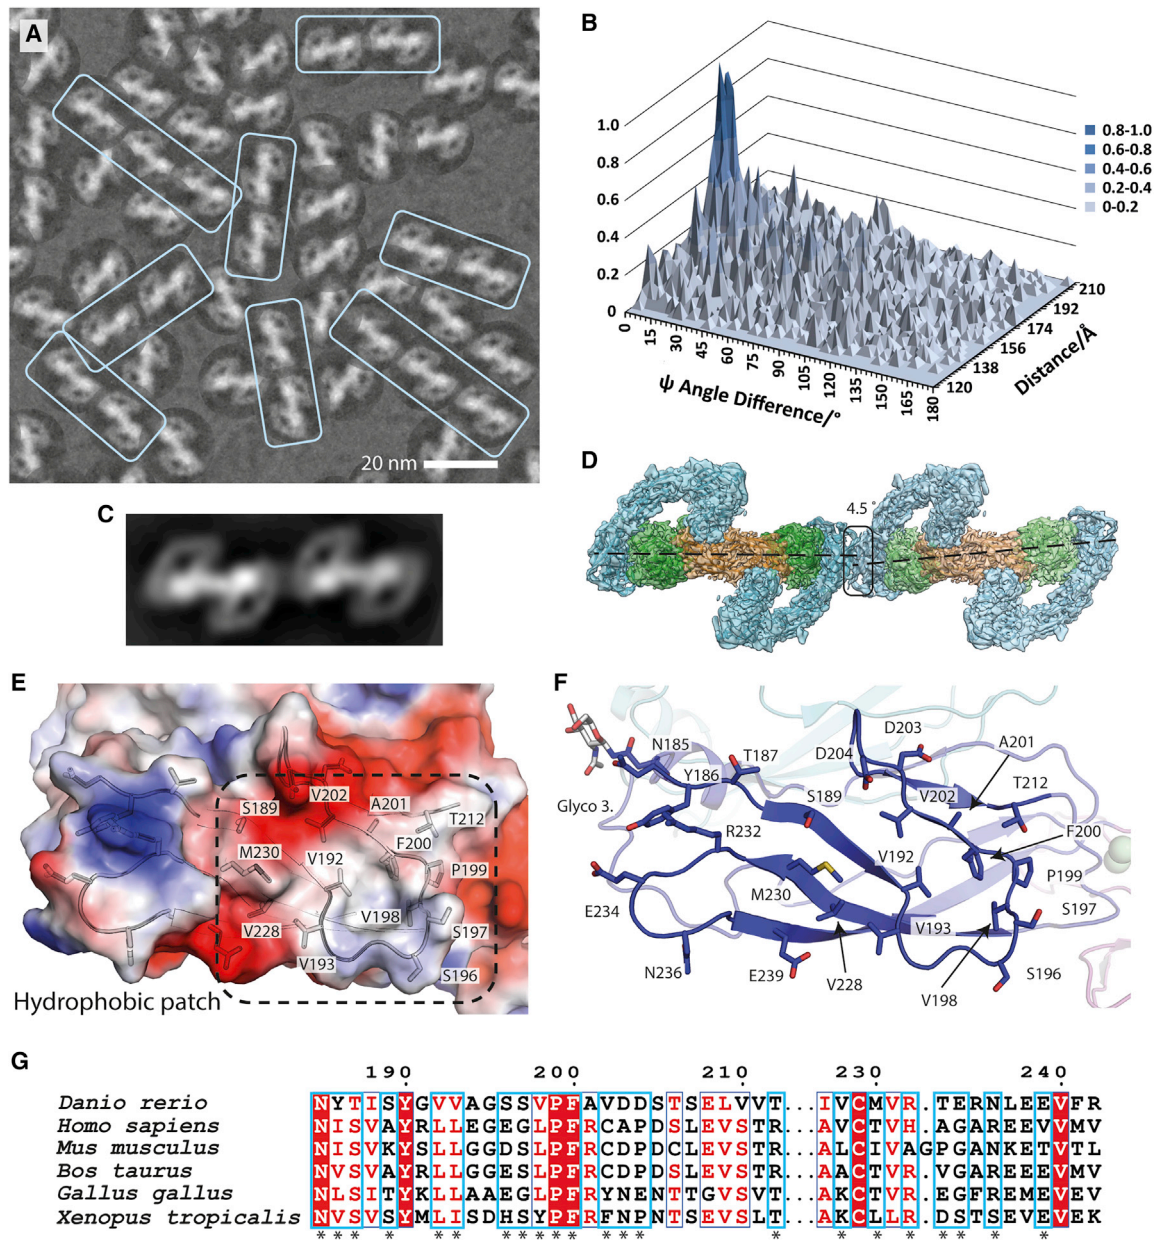 A
20 nm
B
1.0
0.8
0.6
0.4
0.2
0
0 15 30 45 60 75 90 105 120 135 150 165 180
ψ Angle Difference/°
120 138 156 174 192 210
Distance/Å
0.8-1.0
0.6-0.8
0.4-0.6
0.2-0.4
0-0.2
C
D
4.5°
E
S189
V202
A201
T212
M230
V192
F200
P199
V198
V228
S197
V193
S196
Hydrophobic patch
F
D203
N185
D204
A201
T187
Y186
S189
V202
T212
Glyco 3.
R232
F200
V192
P199
M230
E234
S197
V193
N236
E239
V228
S196
V198
G
190 200 210 230 240
Danio rerio NYTISYGVVAGSSVPFAVDDSTSELVVT...IVCMVR.TERNLEEVFR
Homo sapiens NISVAYRLLEGEGLPFRCAPDSLEVSTR...AVCTVH.AGAREEVVMV
Mus musculus NISVKYSLLGGDSLPFRCDPDCLEVSTR...ALCIVAGPGANKETVTL
Bos taurus NVSVAYRLLGGESLPFRCDPDSLEVSTR...AACTVR.VGAREEVVMV
Gallus gallus NLSITYKLLAAEGLPFRYNENTTGVSVT...AKCTVR.EGFREMEVEV
Xenopus tropicalis NVSVSYMLISDHSYPFRFNPNTSEVSLT...AKCLLR.DSTSEVEVEK
* * * * * * * * * * * * * * * * * * * * * *